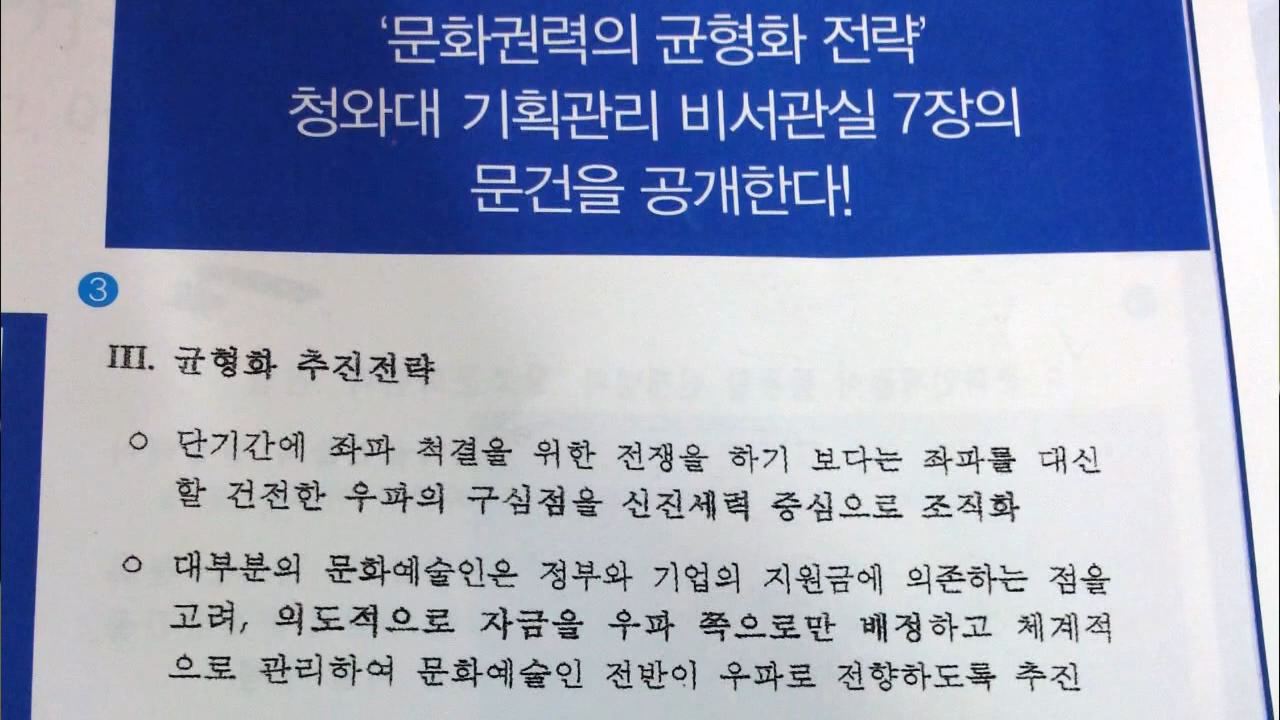 '문화권력의 균형화 전략'
청와대 기획관리 비서관실 7장의
문건을 공개한다!
3
III. 균형화 추진전략
○ 단기간에 좌파 척결을 위한 전쟁을 하기 보다는 좌파를 대신
할 건전한 우파의 구심점을 신진세력 중심으로 조직화
○ 대부분의 문화예술인은 정부와 기업의 지원금에 의존하는 점을
고려, 의도적으로 자금을 우파 쪽으로만 배정하고 체계적
으로 관리하여 문화예술인 전반이 우파로 전향하도록 추진